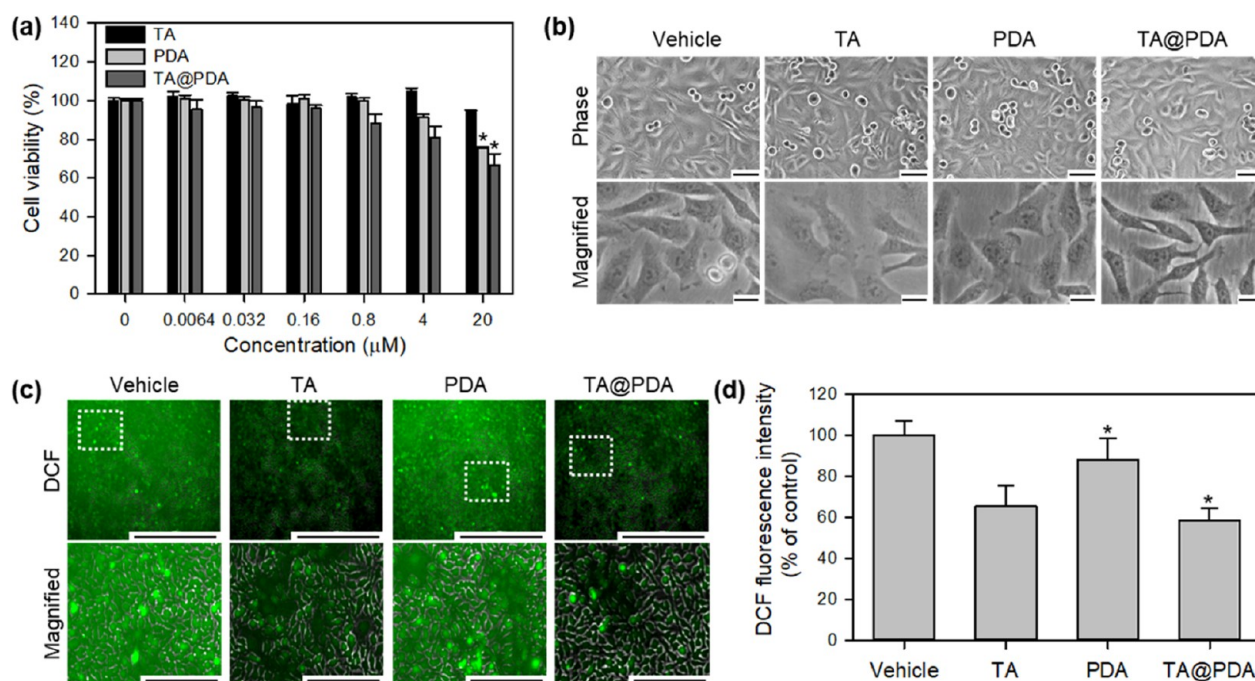 (a)
140
120
100
80
60
40
20
0
Cell viability (%)
TA
PDA
TA@PDA
* *
0 0.0064 0.032 0.16 0.8 4 20
Concentration (μM)
(b)
Vehicle TA PDA TA@PDA
Phase
Magnified
(c)
Vehicle TA PDA TA@PDA
DCF
Magnified
(d)
DCF fluorescence intensity
(% of control)
120
100
80
60
40
20
0
*
*
Vehicle TA PDA TA@PDA